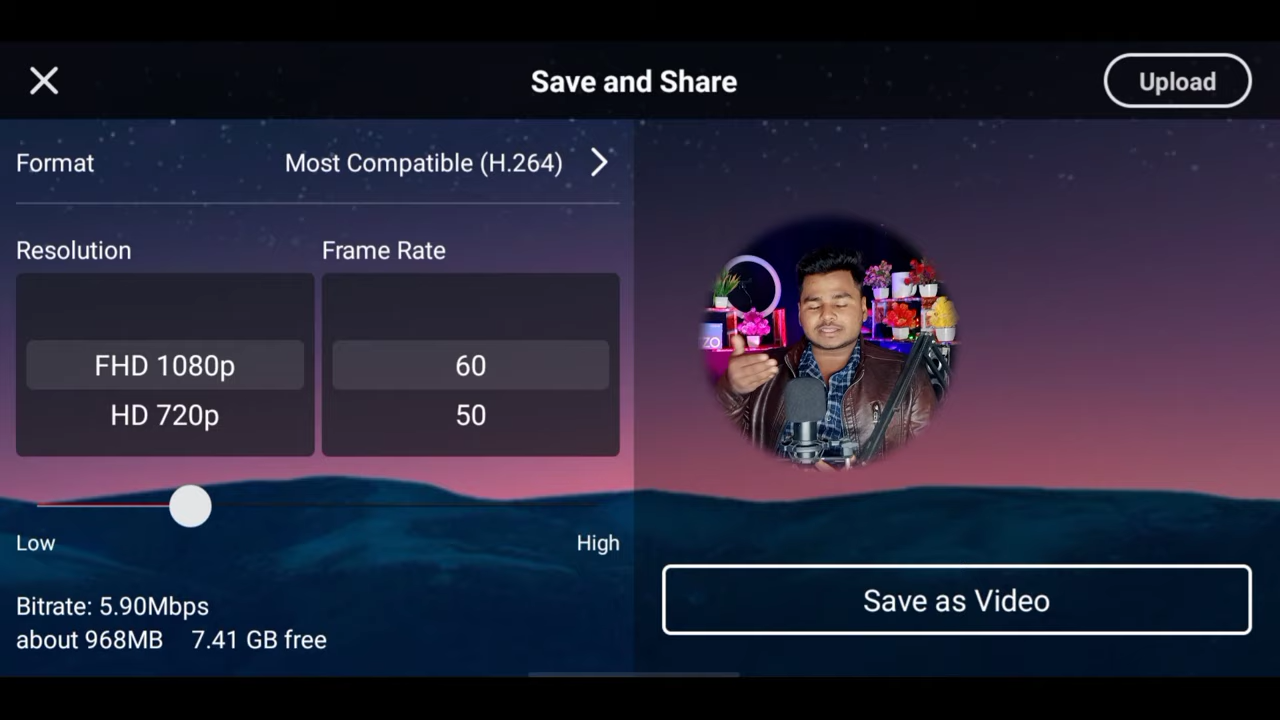 Save and Share
Upload
Format
Most Compatible (H.264)
Resolution
Frame Rate
FHD 1080p
60
HD 720p
50
Low
High
Bitrate: 5.90Mbps
about 968MB 7.41 GB free
Save as Video
ZO